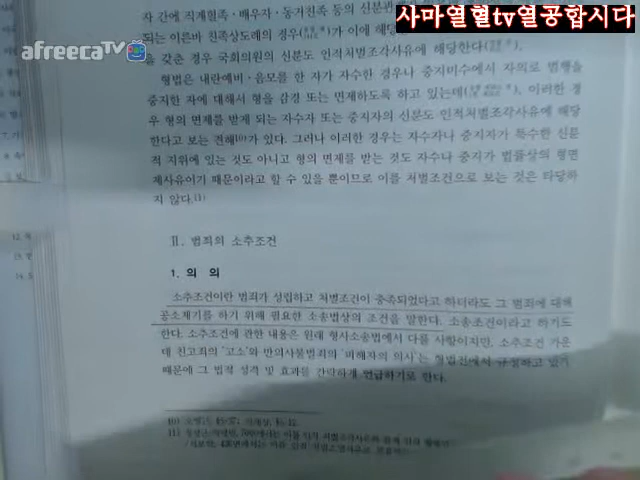 사마열혈tv열공합시다
afreecaTV
자 간에 직계혈족·배우자·동거친족 등의 신분관
되는 이른바 친족상도례의 경우 가 이에 해당
을 갖춘 경우 국회의원의 신분도 인적처벌조각사유에 해당한다
형법은 내란예비·음모를 한 자가 자수한 경우나 중지미수에서 자의로 범행을
중지한 자에 대해서 형을 감경 또는 면제하도록 하고 있는데 이러한 경
우 형의 면제를 받게 되는 자수자 또는 중지자의 신분도 인적처벌조각사유에 해당
한다고 보는 견해10)가 있다. 그러나 이러한 경우는 자수자나 중지자가 특수한 신분
적 지위에 있는 것도 아니고 형의 면제를 받는 것도 자수나 중지가 법률상의 형면
제사유이기 때문이라고 할 수 있을 뿐이므로 이를 처벌조건으로 보는 것은 타당하
지 않다.11)
Ⅱ. 범죄의 소추조건
1. 의 의
소추조건이란 범죄가 성립하고 처벌조건이 충족되었다고 하더라도 그 범죄에 대해
공소제기를 하기 위해 필요한 소송법상의 조건을 말한다. 소송조건이라고 하기도
한다. 소추조건에 관한 내용은 원래 형사소송법에서 다룰 사항이지만, 소추조건 가운
데 친고죄의 '고소'와 반의사불벌죄의 '피해자의 의사'는 형법전에서 규정하고 있기
때문에 그 법적 성격 및 효과를 간략하게 언급하기로 한다.
10)
11)